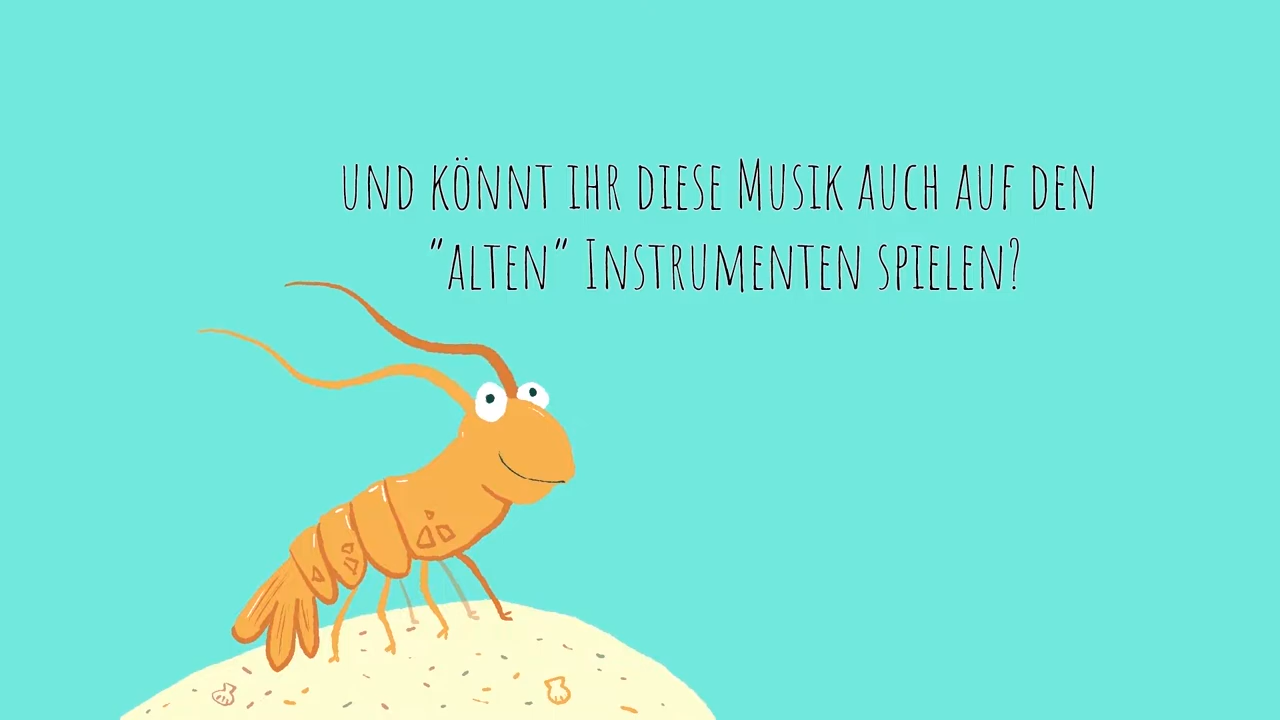 und könnt ihr diese Musik auch auf den
"alten" Instrumenten spielen?